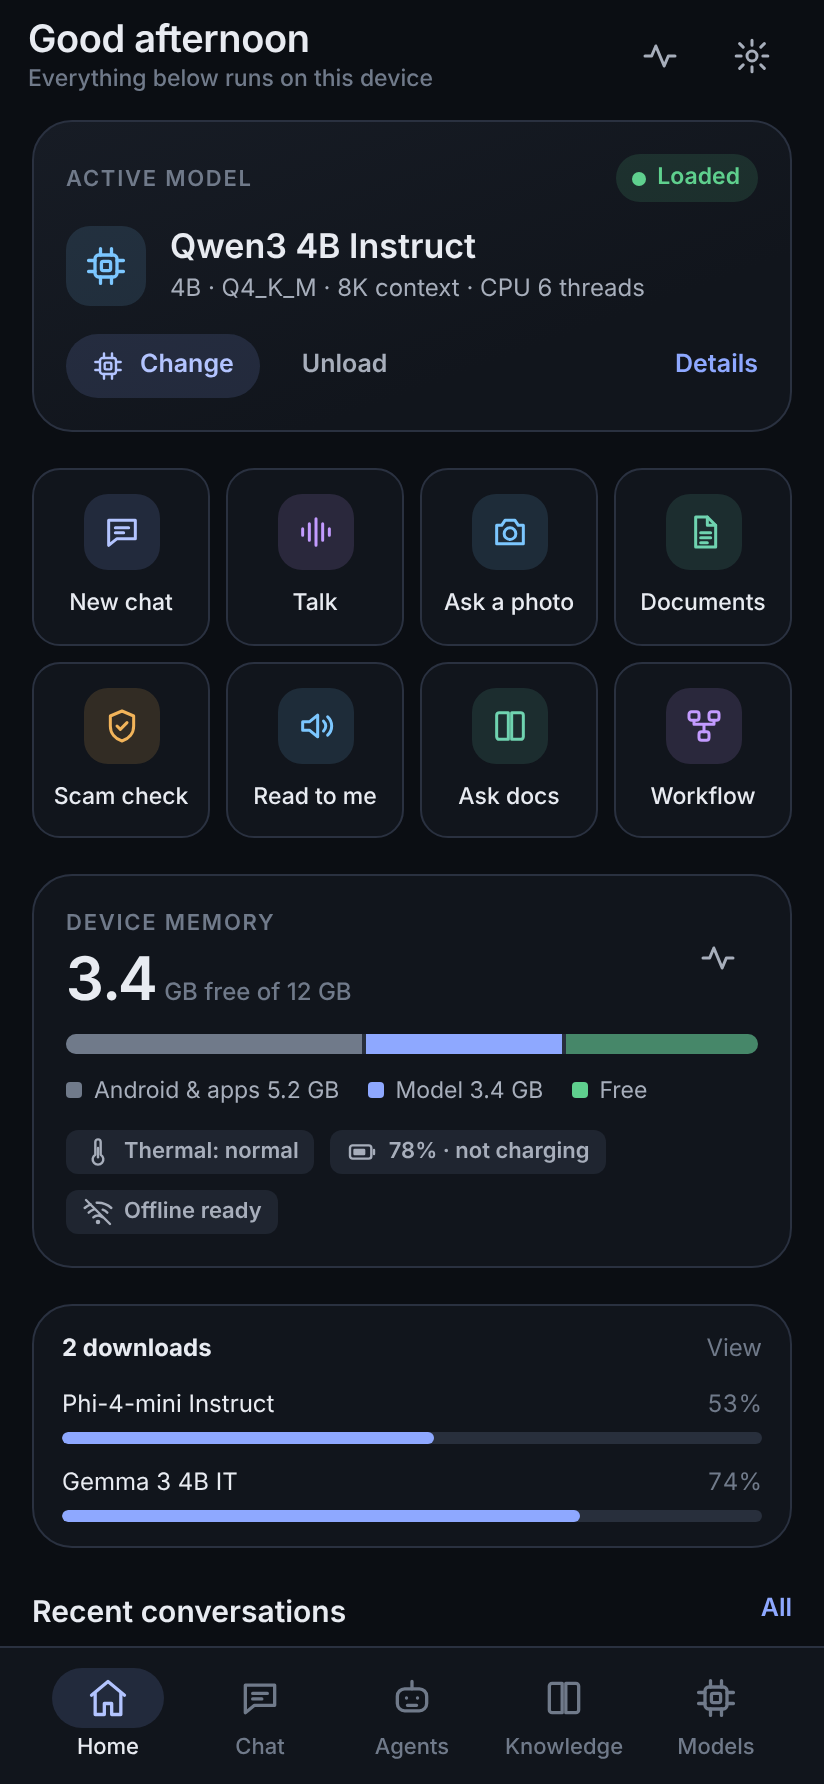 Good afternoon
Everything below runs on this device
ACTIVE MODEL
Loaded
Qwen3 4B Instruct
4B · Q4_K_M · 8K context · CPU 6 threads
Change
Unload
Details
New chat
Talk
Ask a photo
Documents
Scam check
Read to me
Ask docs
Workflow
DEVICE MEMORY
3.4 GB free of 12 GB
Android & apps 5.2 GB
Model 3.4 GB
Free
Thermal: normal
78% · not charging
Offline ready
2 downloads
View
Phi-4-mini Instruct
53%
Gemma 3 4B IT
74%
Recent conversations
All
Home
Chat
Agents
Knowledge
Models